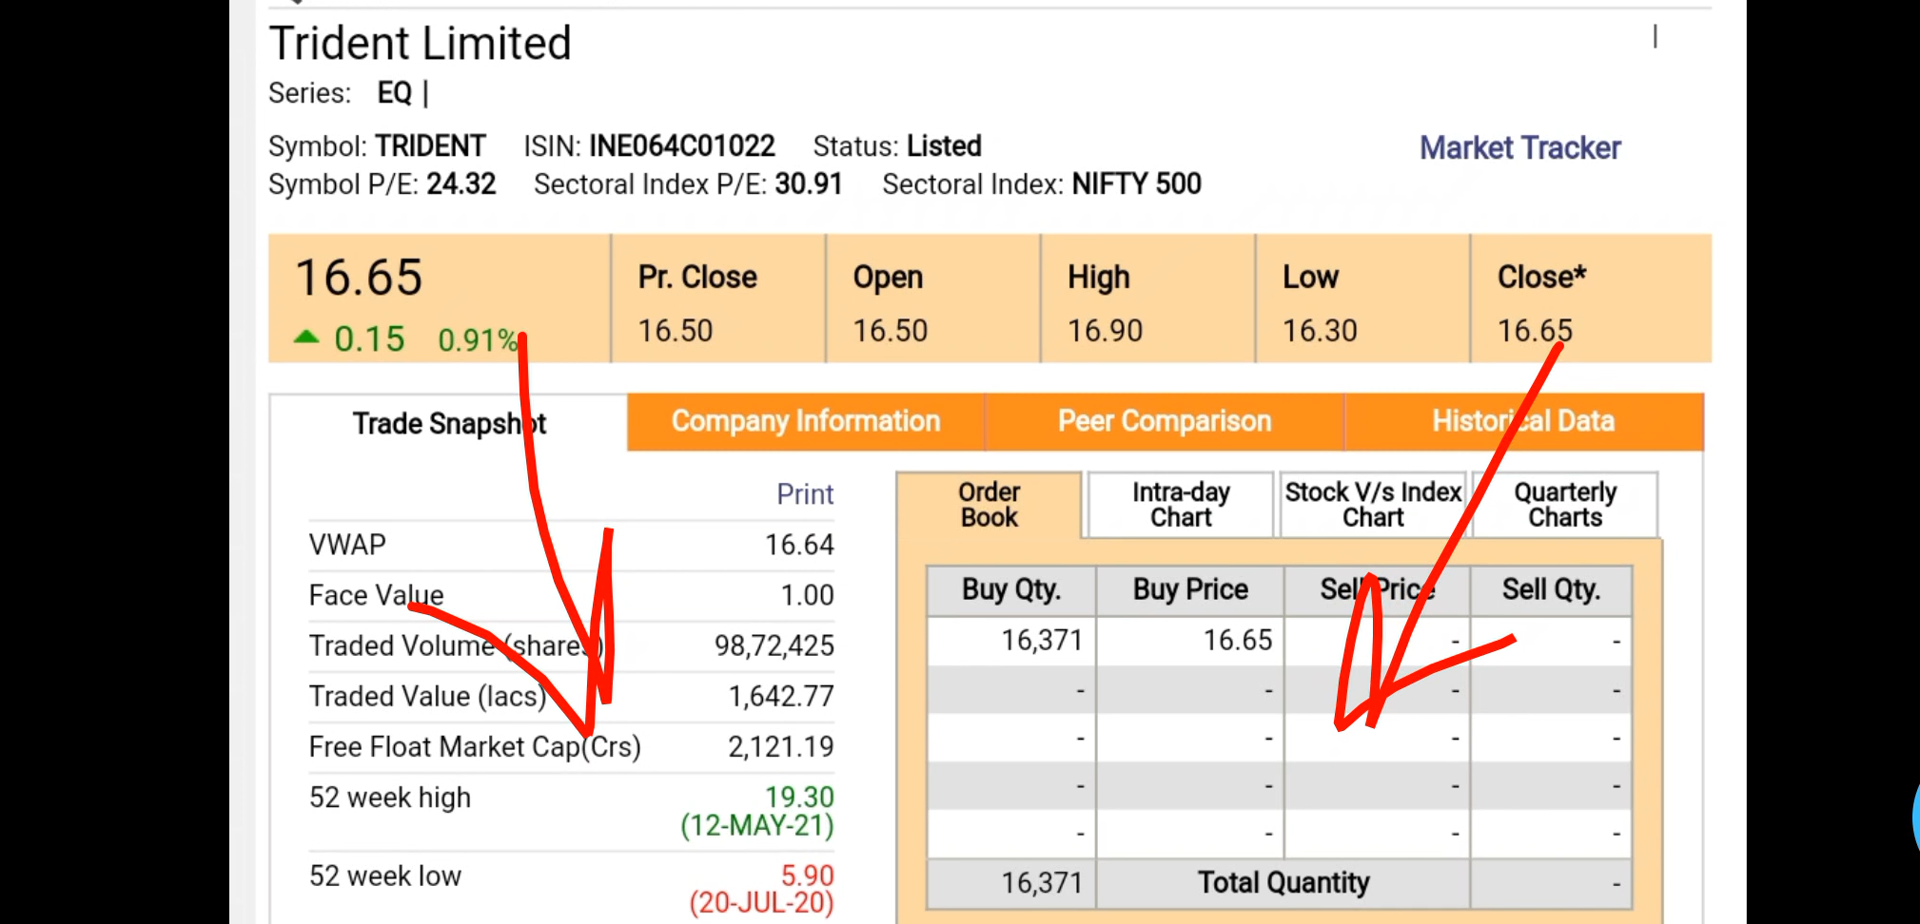 Trident Limited
Series: EQ |
Symbol: TRIDENT ISIN: INE064C01022 Status: Listed
Market Tracker
Symbol P/E: 24.32 Sectoral Index P/E: 30.91 Sectoral Index: NIFTY 500
16.65
▲ 0.15 0.91%
Pr. Close Open High Low Close*
16.50 16.50 16.90 16.30 16.65
Trade Snapshot Company Information Peer Comparison Historical Data
Print
VWAP 16.64
Face Value 1.00
Traded Volume (shares) 98,72,425
Traded Value (lacs) 1,642.77
Free Float Market Cap(Crs) 2,121.19
52 week high 19.30
(12-MAY-21)
52 week low 5.90
(20-JUL-20)
Order Book
Intra-day Chart
Stock V/s Index Chart
Quarterly Charts
Buy Qty. Buy Price Sell Price Sell Qty.
16,371 16.65 - -
- - - -
- - - -
- - - -
- - - -
16,371 Total Quantity -